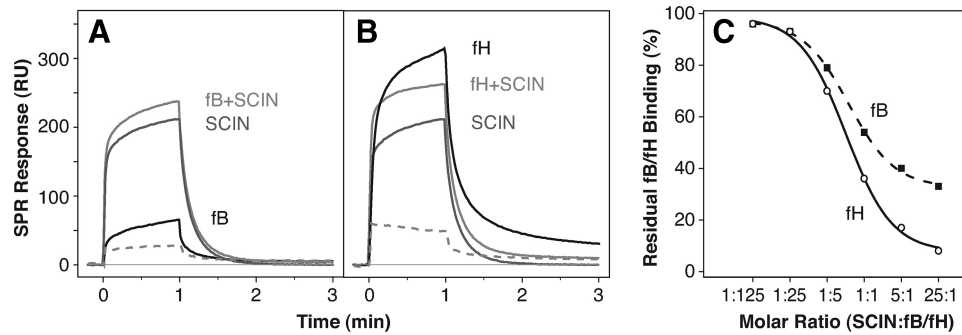 A
B
C
SPR Response (RU)
300
200
100
0
fB+SCIN
SCIN
fB
fH
fH+SCIN
SCIN
0
1
2
3
0
1
2
3
Time (min)
Residual fB/fH Binding (%)
100
80
60
40
20
0
fB
fH
1:125
1:25
1:5
1:1
5:1
25:1
Molar Ratio (SCIN:fB/fH)